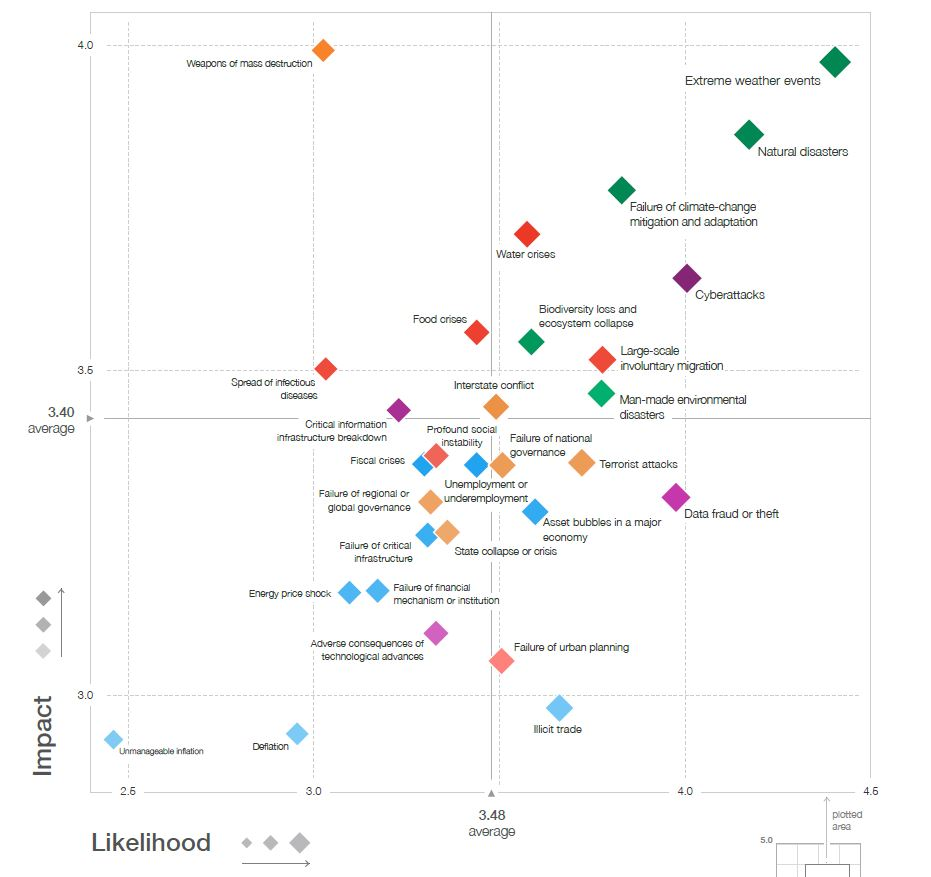 4.0
Weapons of mass destruction
Extreme weather events
Natural disasters
Failure of climate-change
mitigation and adaptation
Water crises
Cyberattacks
Biodiversity loss and
ecosystem collapse
Food crises
Large-scale
involuntary migration
3.5
Spread of infectious
diseases
Interstate conflict
Man-made environmental
disasters
3.40
average
Critical information
infrastructure breakdown
Profound social
instability
Failure of national
governance
Fiscal crises
Terrorist attacks
Unemployment or
underemployment
Failure of regional or
global governance
Data fraud or theft
Asset bubbles in a major
economy
Failure of critical
infrastructure
State collapse or crisis
Energy price shock
Failure of financial
mechanism or institution
Adverse consequences of
technological advances
Failure of urban planning
3.0
Illicit trade
Unmanageable inflation
Deflation
Impact
2.5
3.0
4.0
4.5
3.48
average
plotted
area
Likelihood
5.0